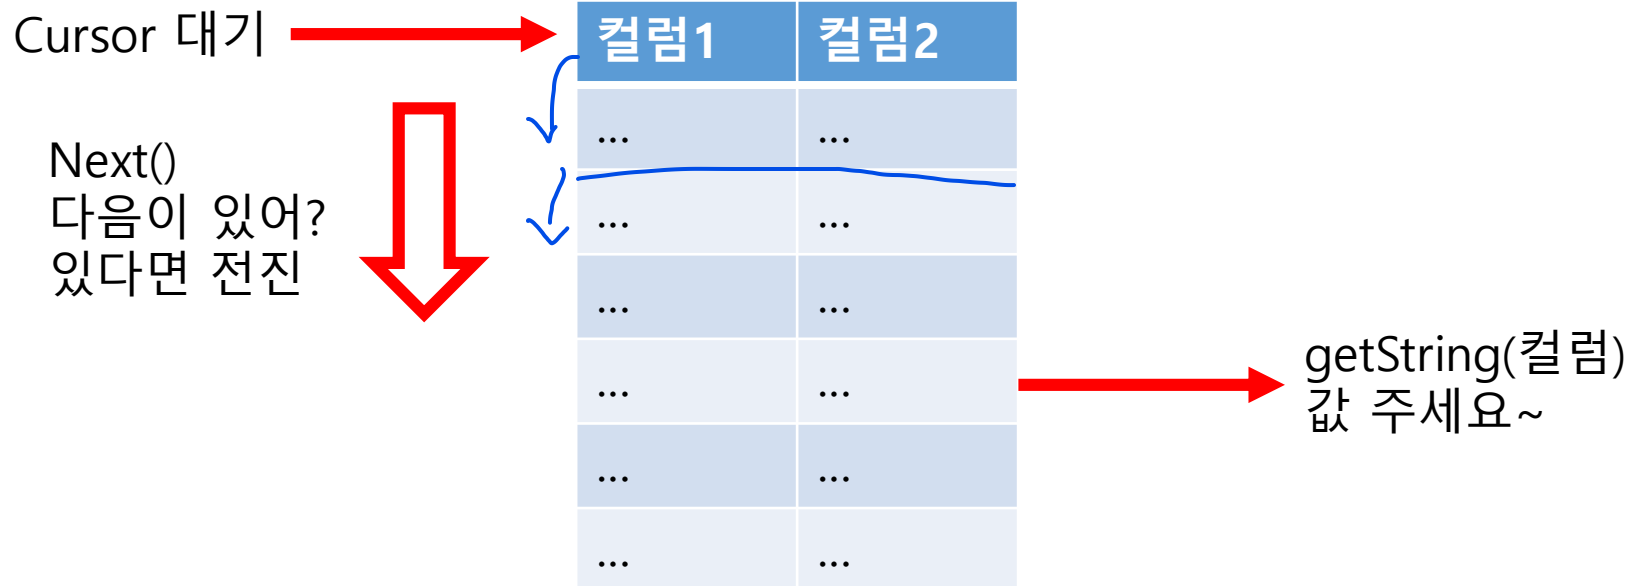 Cursor 대기
컬럼1 컬럼2
Next()
다음이 있어?
있다면 전진
... ...
... ...
... ...
... ...
... ...
... ...
getString(컬럼)
값 주세요~